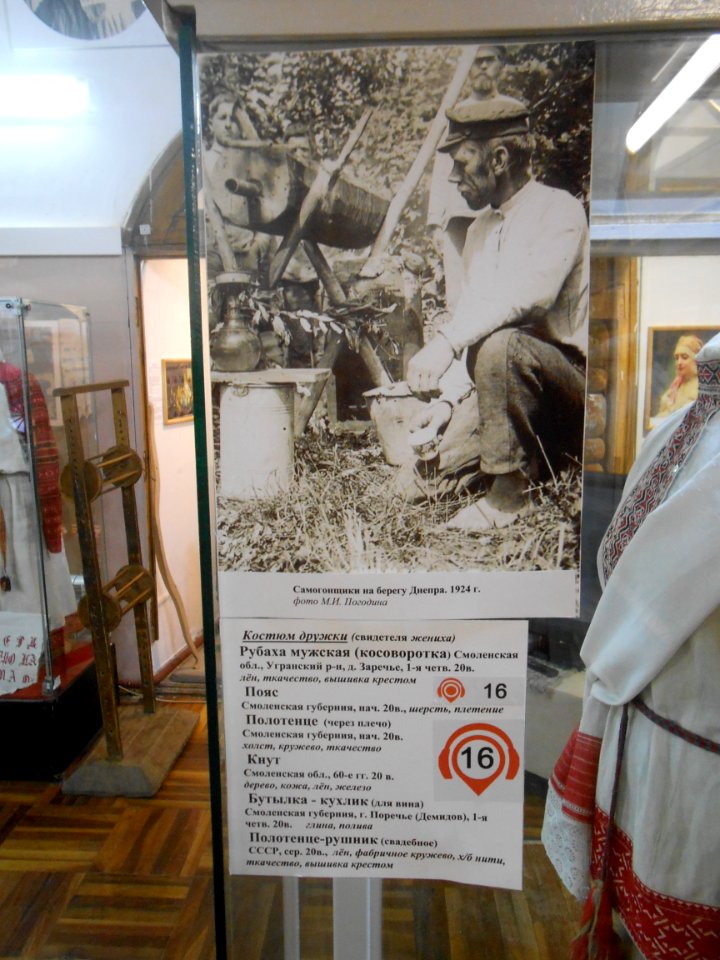 Самогонщики на берегу Днепра. 1924 г.
фото М.И. Погодина
Костюм дружки (свидетеля жениха)
Рубаха мужская (косоворотка) Смоленская
обл., Угранский р-н, д. Заречье, 1-я четв. 20в.
лён, ткачество, вышивка крестом
Пояс
16
Смоленская губерния, нач. 20в., шерсть, плетение
Полотенце (через плечо)
Смоленская губерния, нач. 20в.
холст, кружево, ткачество
16
Кнут
Смоленская обл., 60-е гг. 20 в.
дерево, кожа, лён, железо
Бутылка - кухлик (для вина)
Смоленская губерния, г. Поречье (Демидов), 1-я
четв. 20в. глина, полива
Полотенце-рушник (свадебное)
СССР, сер. 20в., лён, фабричное кружево, х/б нити,
ткачество, вышивка крестом